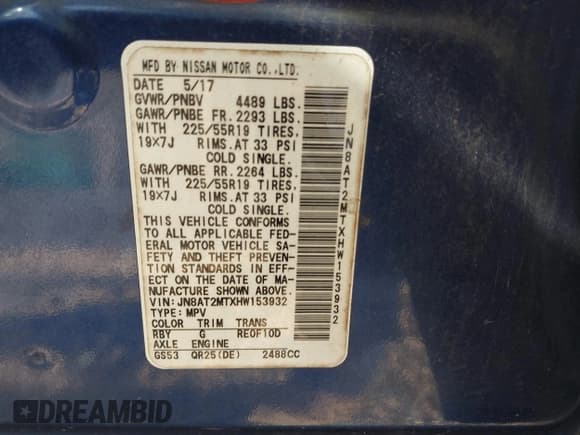 MFD BY NISSAN MOTOR CO.,LTD.
DATE 5/17
GVWR/PNBV 4489 LBS.
GAWR/PNBE FR. 2293 LBS.
WITH 225/55R19 TIRES,
19X7J RIMS.AT 33 PSI
COLD SINGLE.
GAWR/PNBE RR. 2264 LBS.
WITH 225/55R19 TIRES,
19X7J RIMS.AT 33 PSI
COLD SINGLE.
THIS VEHICLE CONFORMS
TO ALL APPLICABLE FED-
ERAL MOTOR VEHICLE SA-
FETY AND THEFT PREVEN-
TION STANDARDS IN EFF-
ECT ON THE DATE OF MA-
NUFACTURE SHOWN ABOVE.
VIN: JN8AT2MTXHW153932
TYPE: MPV
COLOR TRIM TRANS
RBY G RE0F10D
AXLE ENGINE
GS53 QR25(DE) 2488CC
JN8AT2MTXHW153932
DREAMBID